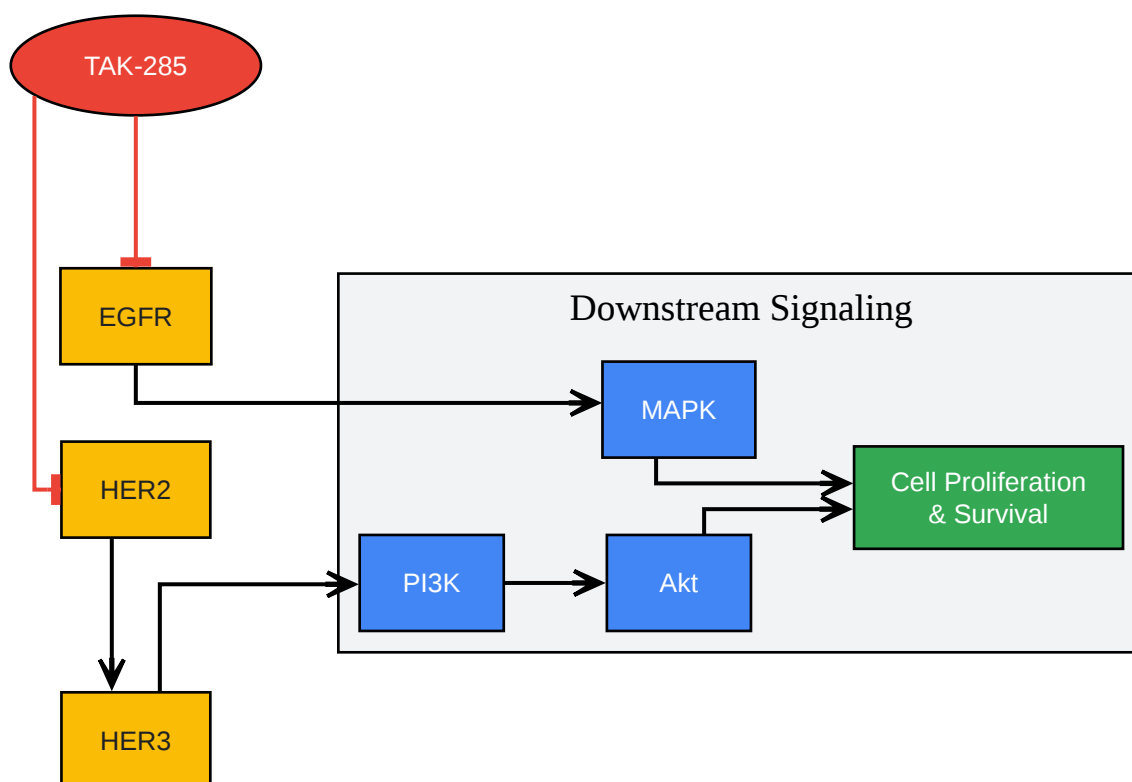 TAK-285
EGFR
Downstream Signaling
MAPK
HER2
Cell Proliferation
& Survival
PI3K
Akt
HER3